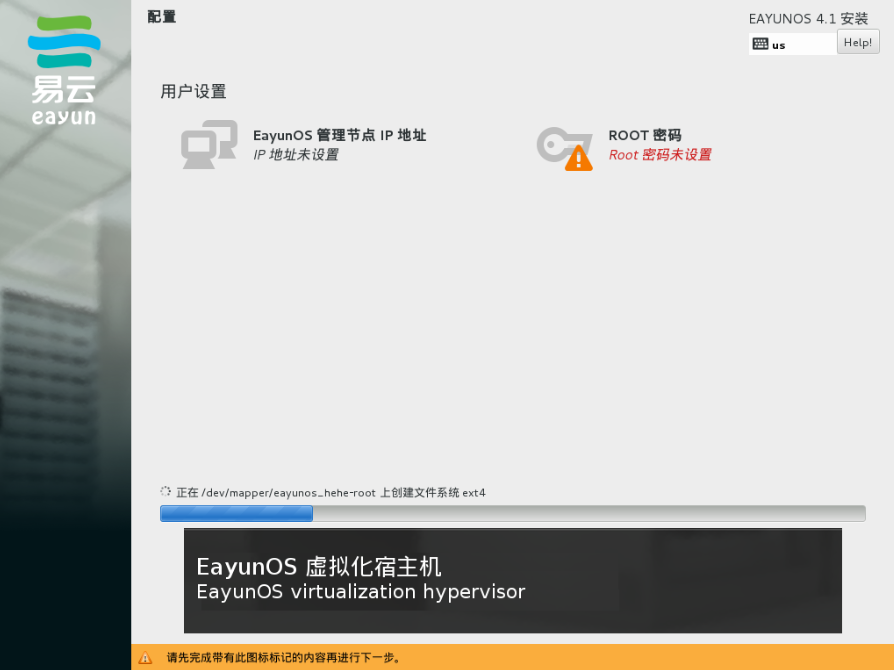 易云
eayun
配置
EAYUNOS 4.1 安装
us
Help!
用户设置
EayunOS 管理节点 IP 地址
IP 地址未设置
ROOT 密码
Root 密码未设置
正在 /dev/mapper/eayunos_hehe-root 上创建文件系统 ext4
EayunOS 虚拟化宿主机
EayunOS virtualization hypervisor
请先完成带有此图标标记的内容再进行下一步。